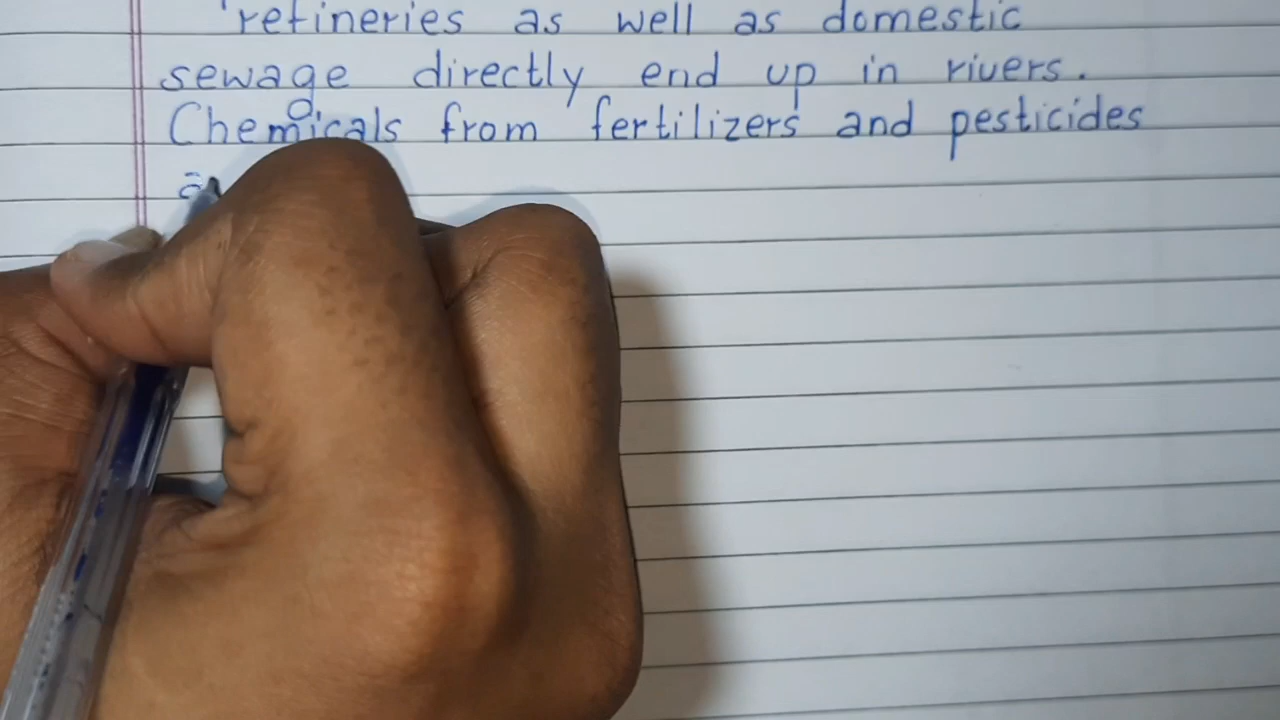 refineries as well as domestic
sewage directly end up in rivers.
Chemicals from fertilizers and pesticides